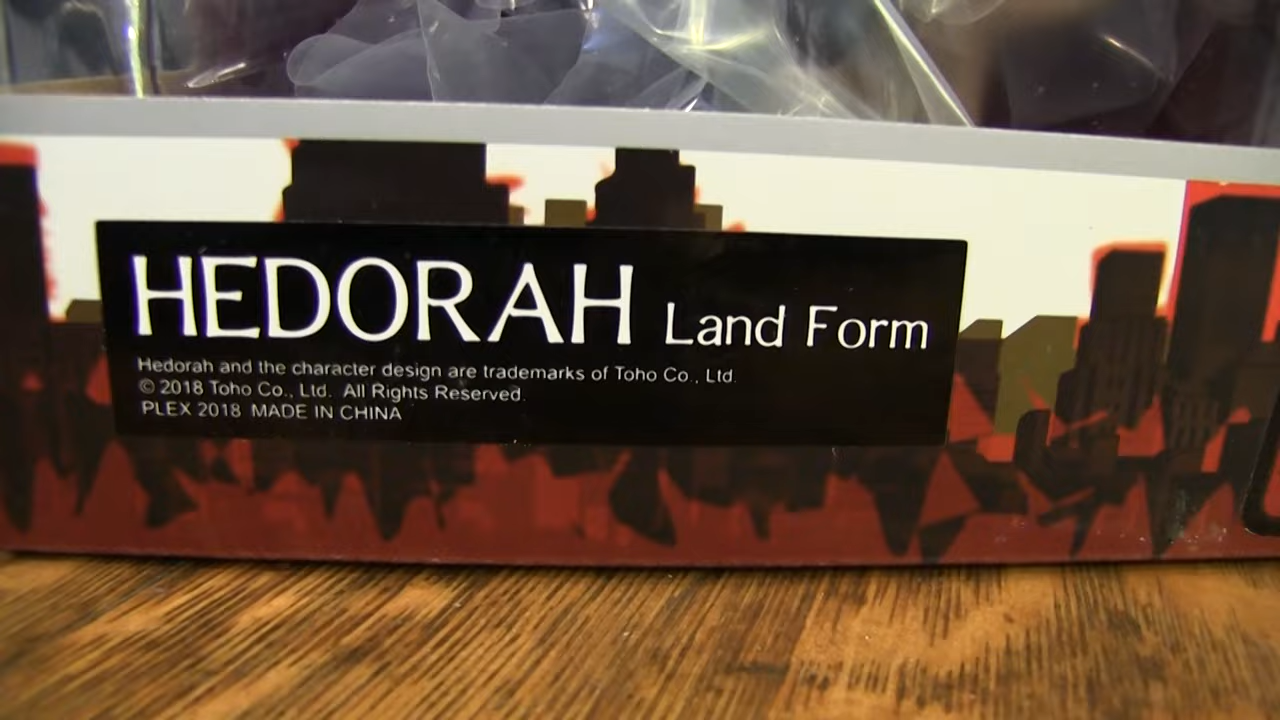 HEDORAH Land Form
Hedorah and the character design are trademarks of Toho Co., Ltd.
© 2018 Toho Co., Ltd. All Rights Reserved.
PLEX 2018 MADE IN CHINA